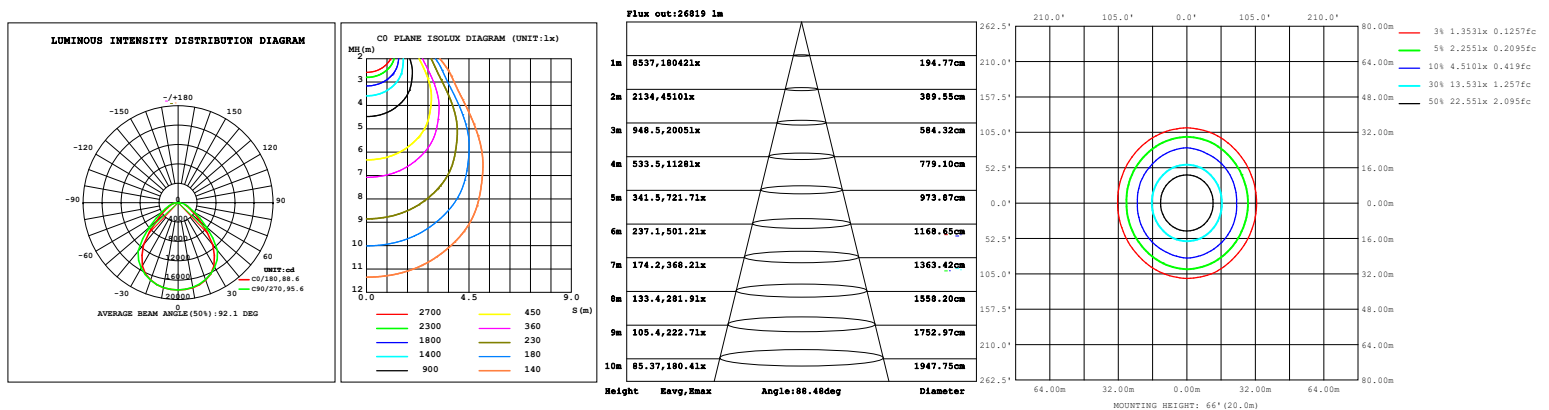 LUMINOUS INTENSITY DISTRIBUTION DIAGRAM
-/+180
-150
150
-120
120
-90
90
-60
60
-30
30
0
0
4000
8000
12000
16000
20000
UNIT:cd
C0/180,88.6
C90/270,95.6
AVERAGE BEAM ANGLE(50%):92.1 DEG
C0 PLANE ISOLUX DIAGRAM (UNIT:lx)
MH(m)
2
3
4
5
6
7
8
9
10
11
12
0.0
4.5
9.0
S(m)
2700
450
2300
360
1800
230
1400
180
900
140
Flux out:26819 lm
1m 8537,18042lx 194.77cm
2m 2134,4510lx 389.55cm
3m 948.5,2005lx 584.32cm
4m 533.5,1128lx 779.10cm
5m 341.5,721.7lx 973.87cm
6m 237.1,501.2lx 1168.65cm
7m 174.2,368.2lx 1363.42cm
8m 133.4,281.9lx 1558.20cm
9m 105.4,222.7lx 1752.97cm
10m 85.37,180.4lx 1947.75cm
Height Eavg,Emax Angle:88.48deg Diameter
210.0' 105.0' 0.0' 105.0' 210.0'
262.5' 80.00m
210.0' 64.00m
157.5' 48.00m
105.0' 32.00m
52.5' 16.00m
0.0' 0.00m
52.5' 16.00m
105.0' 32.00m
157.5' 48.00m
210.0' 64.00m
262.5' 80.00m
64.00m 32.00m 0.00m 32.00m 64.00m
MOUNTING HEIGHT: 66'(20.0m)
3% 1.353lx 0.1257fc
5% 2.255lx 0.2095fc
10% 4.510lx 0.419fc
30% 13.53lx 1.257fc
50% 22.55lx 2.095fc